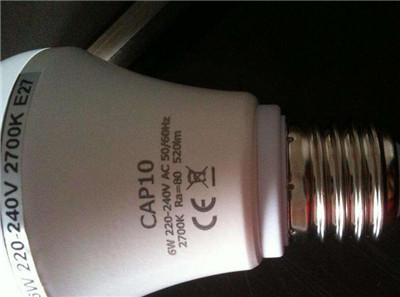 6W 220-240V 2700K E27
CAP10
6W 220-240V AC 50/60Hz
2700K Ra=80 520lm
CE